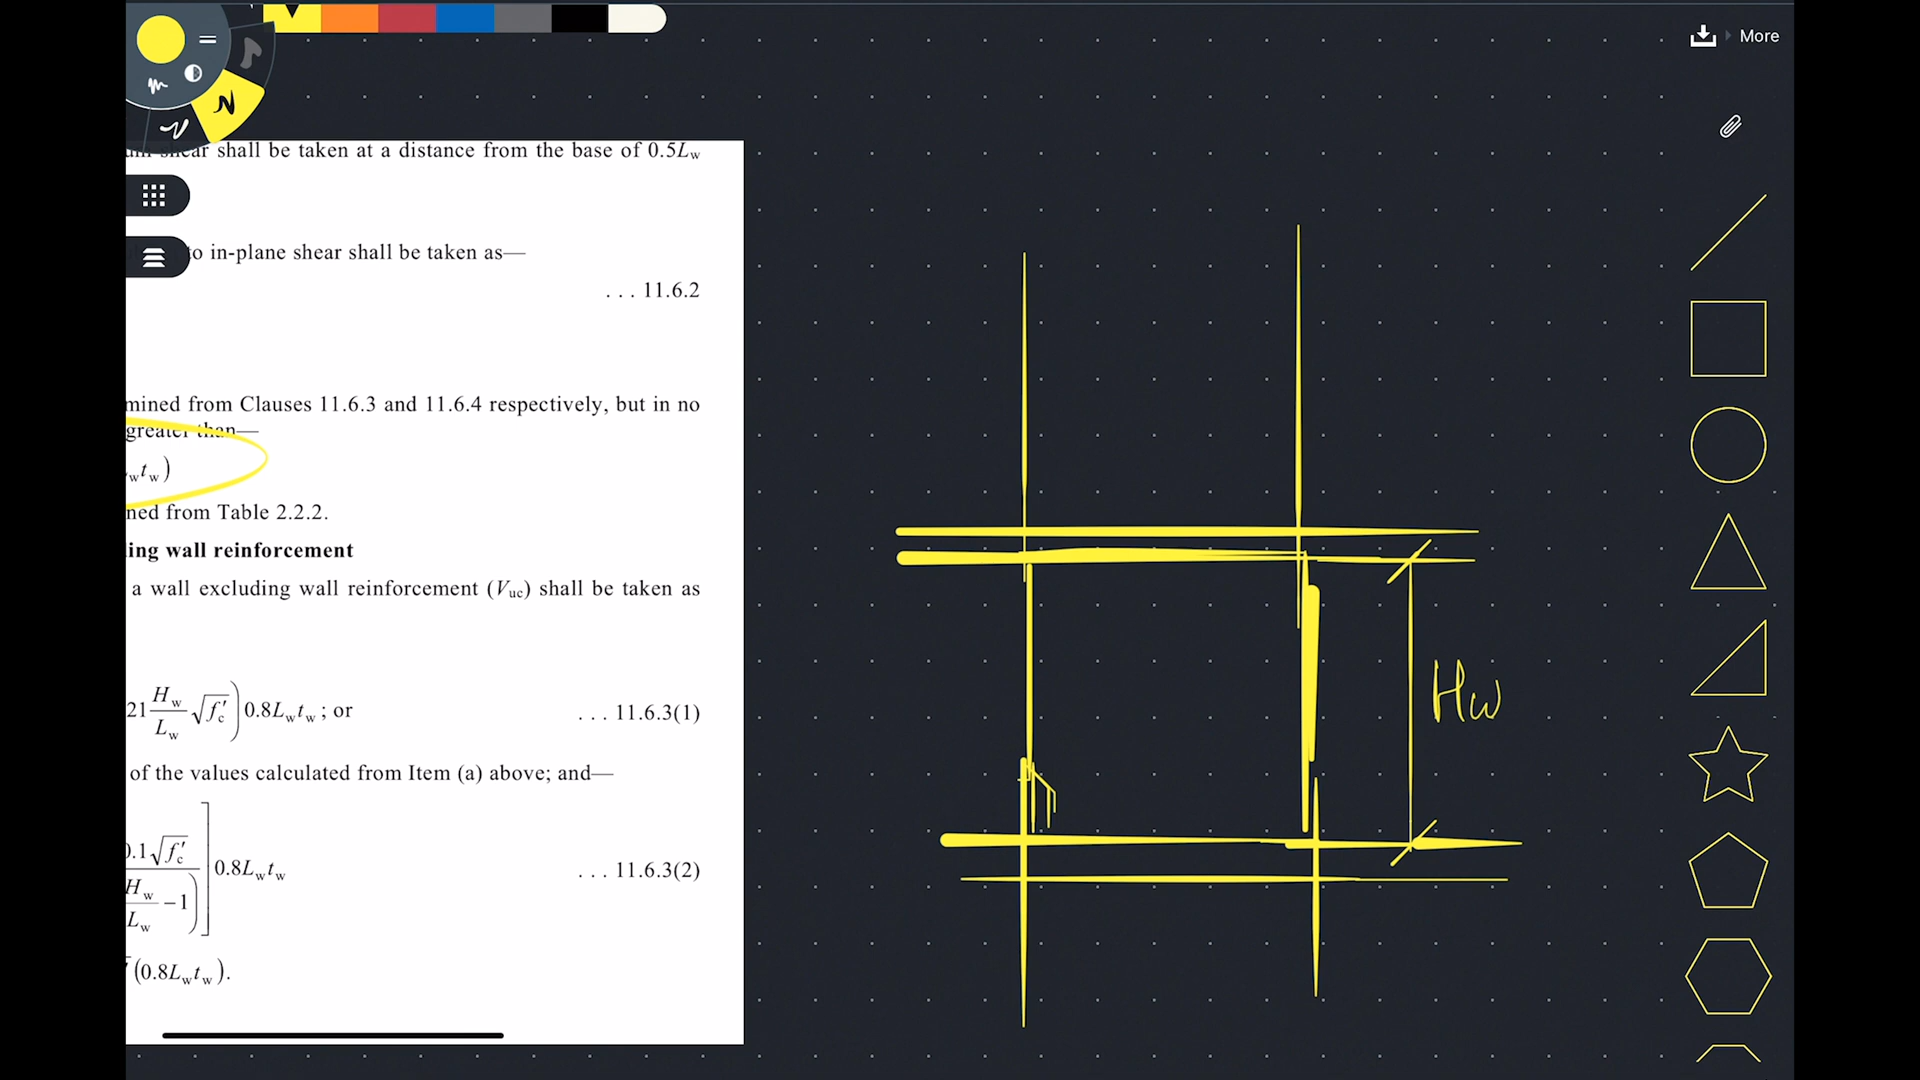 More
shear shall be taken at a distance from the base of 0.5Lw
to in-plane shear shall be taken as—
. . . 11.6.2
mined from Clauses 11.6.3 and 11.6.4 respectively, but in no
greater than—
wtw)
ned from Table 2.2.2.
ing wall reinforcement
a wall excluding wall reinforcement (Vuc) shall be taken as
21 Hw/Lw √f′c) 0.8Lwtw ; or . . . 11.6.3(1)
of the values calculated from Item (a) above; and—
0.1√f′c / (Hw/Lw −1) ] 0.8Lwtw . . . 11.6.3(2)
(0.8Lwtw).
Hw